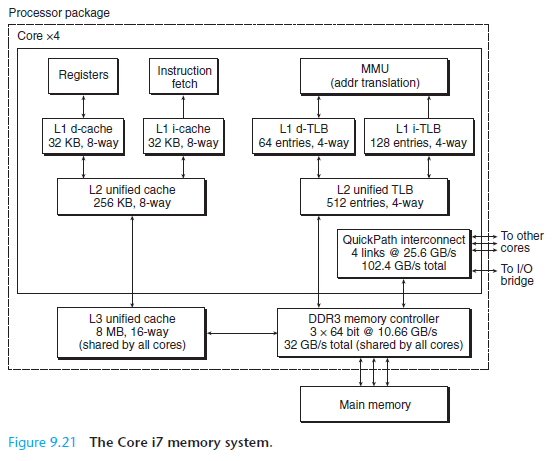 Processor package
Core ×4
Registers
Instruction
fetch
MMU
(addr translation)
L1 d-cache
32 KB, 8-way
L1 i-cache
32 KB, 8-way
L1 d-TLB
64 entries, 4-way
L1 i-TLB
128 entries, 4-way
L2 unified cache
256 KB, 8-way
L2 unified TLB
512 entries, 4-way
QuickPath interconnect
4 links @ 25.6 GB/s
102.4 GB/s total
To other
cores
To I/O
bridge
L3 unified cache
8 MB, 16-way
(shared by all cores)
DDR3 memory controller
3 × 64 bit @ 10.66 GB/s
32 GB/s total (shared by all cores)
Main memory
Figure 9.21 The Core i7 memory system.